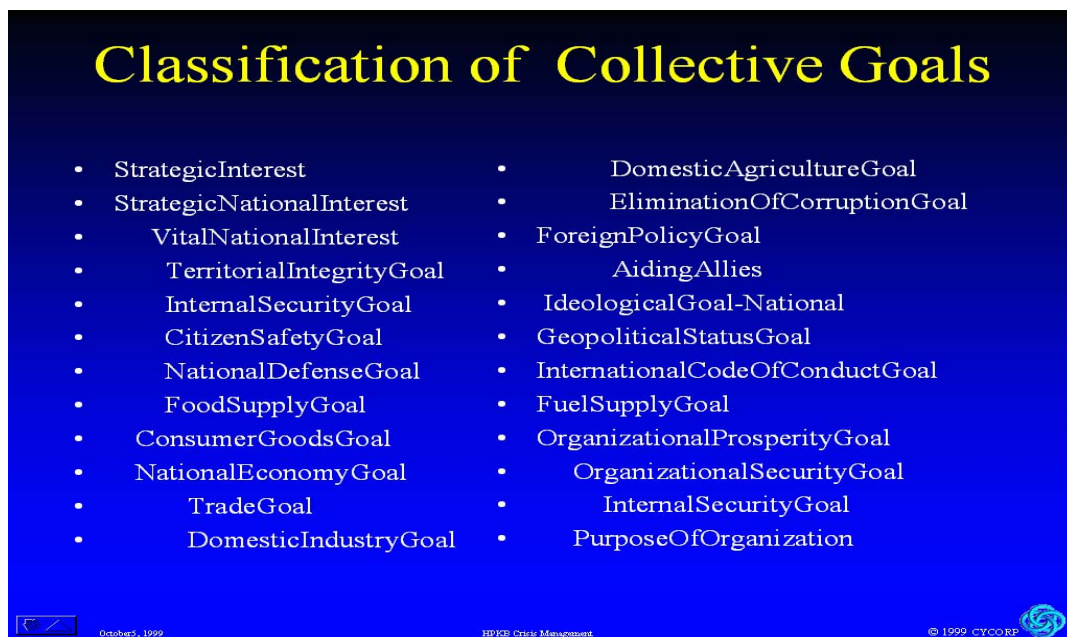 Classification of Collective Goals
• StrategicInterest
• StrategicNationalInterest
• VitalNationalInterest
• TerritorialIntegrityGoal
• InternalSecurityGoal
• CitizenSafetyGoal
• NationalDefenseGoal
• FoodSupplyGoal
• ConsumerGoodsGoal
• NationalEconomyGoal
• TradeGoal
• DomesticIndustryGoal
• DomesticAgricultureGoal
• EliminationOfCorruptionGoal
• ForeignPolicyGoal
• AidingAllies
• IdeologicalGoal-National
• GeopoliticalStatusGoal
• InternationalCodeOfConductGoal
• FuelSupplyGoal
• OrganizationalProsperityGoal
• OrganizationalSecurityGoal
• InternalSecurityGoal
• PurposeOfOrganization
October5, 1999
HPKB Crisis Management
© 1999 CYCORP